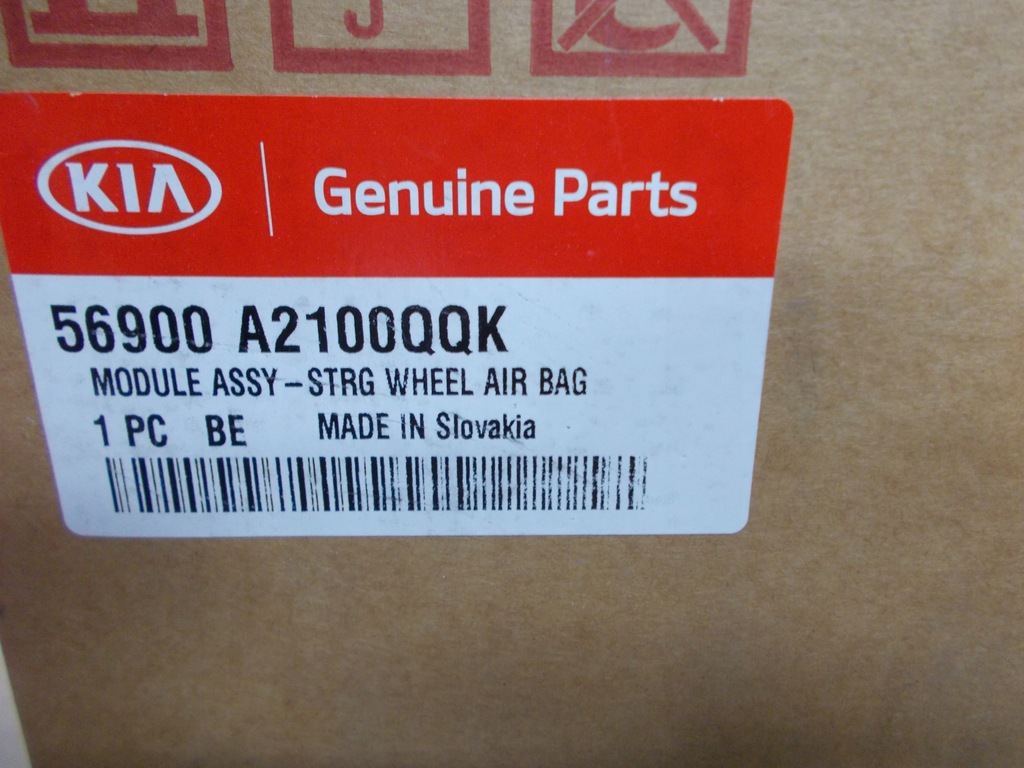 KIA Genuine Parts
56900 A2100QQK
MODULE ASSY-STRG WHEEL AIR BAG
1 PC BE MADE IN Slovakia